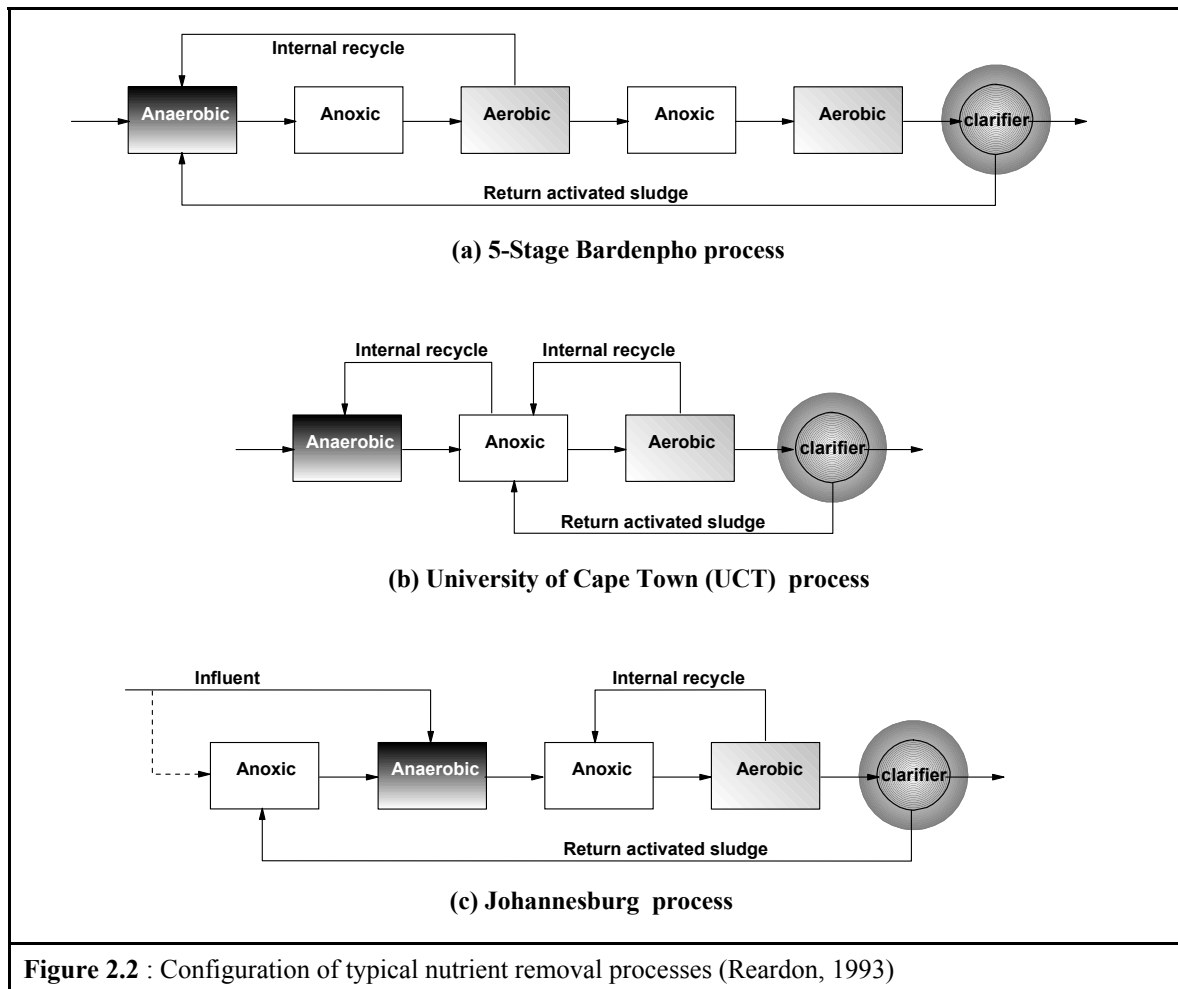 Internal recycle
Anaerobic
Anoxic
Aerobic
Anoxic
Aerobic
clarifier
Return activated sludge
(a) 5-Stage Bardenpho process
Internal recycle
Internal recycle
Anaerobic
Anoxic
Aerobic
clarifier
Return activated sludge
(b) University of Cape Town (UCT) process
Influent
Internal recycle
Anoxic
Anaerobic
Anoxic
Aerobic
clarifier
Return activated sludge
(c) Johannesburg process
Figure 2.2 : Configuration of typical nutrient removal processes (Reardon, 1993)